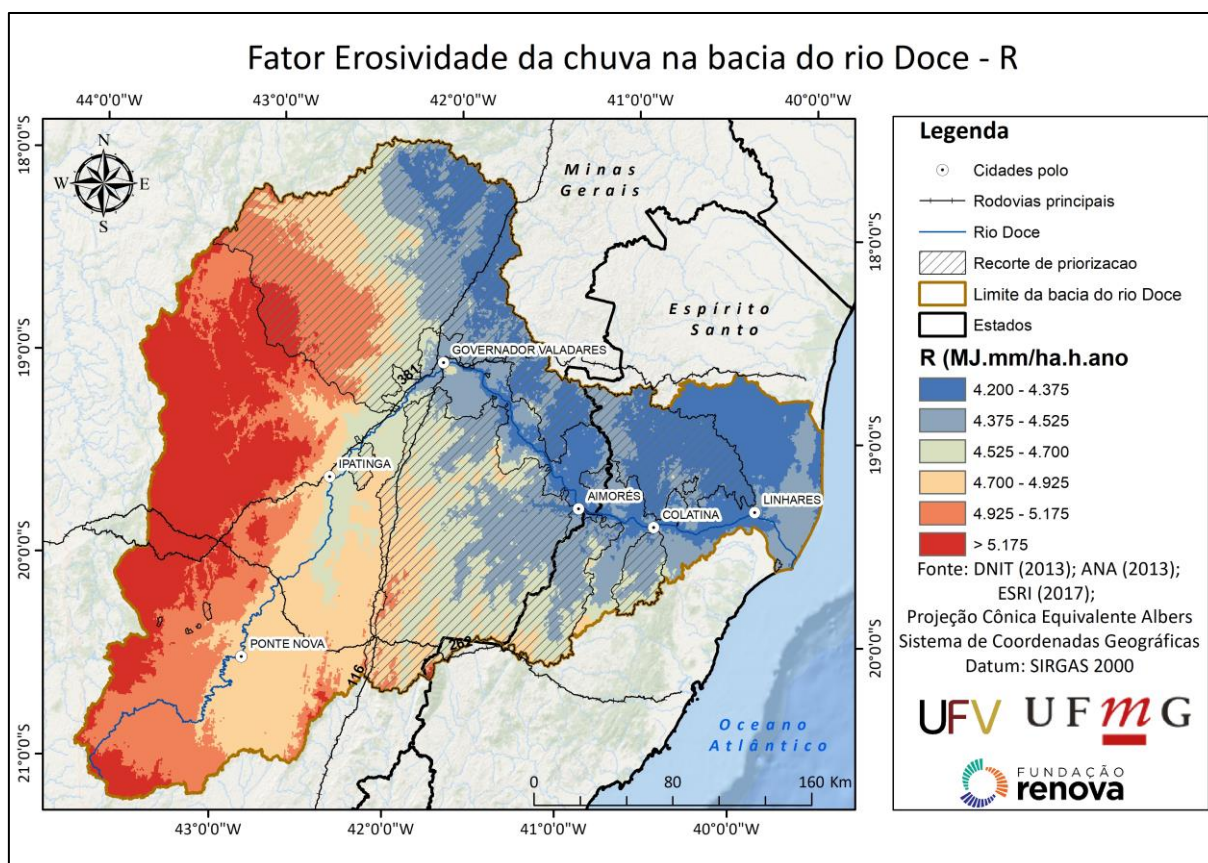 Fator Erosividade da chuva na bacia do rio Doce - R
44°0'0"W
43°0'0"W
42°0'0"W
41°0'0"W
40°0'0"W
18°0'0"S
19°0'0"S
20°0'0"S
21°0'0"S
N
W
E
S
Minas
Gerais
Espírito
Santo
GOVERNADOR VALADARES
381
IPATINGA
AIMORÉS
COLATINA
LINHARES
PONTE NOVA
262
116
Oceano
Atlântico
0 80 160 Km
18°0'0"S
19°0'0"S
20°0'0"S
43°0'0"W
42°0'0"W
41°0'0"W
40°0'0"W
Legenda
Cidades polo
Rodovias principais
Rio Doce
Recorte de priorizacao
Limite da bacia do rio Doce
Estados
R (MJ.mm/ha.h.ano
4.200 - 4.375
4.375 - 4.525
4.525 - 4.700
4.700 - 4.925
4.925 - 5.175
> 5.175
Fonte: DNIT (2013); ANA (2013);
ESRI (2017);
Projeção Cônica Equivalente Albers
Sistema de Coordenadas Geográficas
Datum: SIRGAS 2000
UFV
UFmG
FUNDAÇÃO
renova